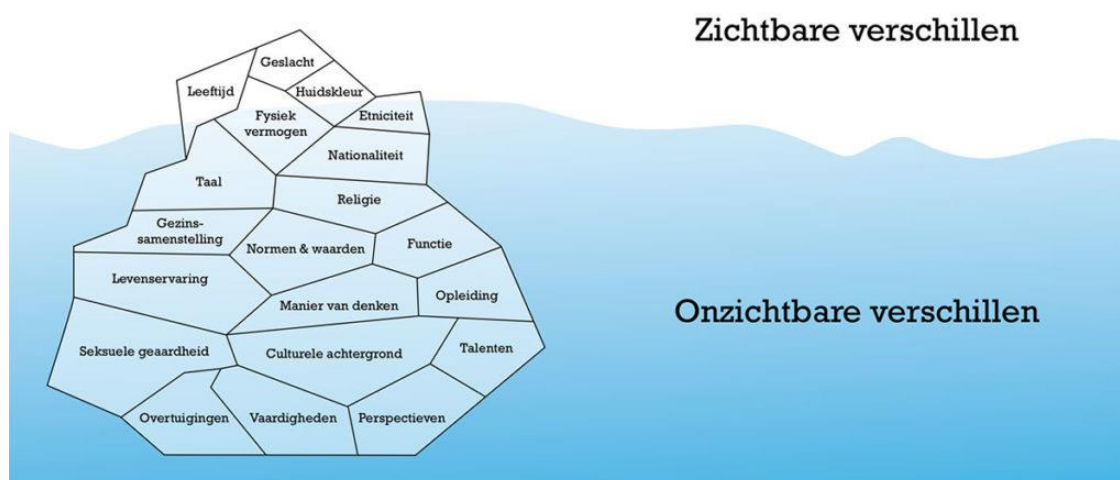 Zichtbare verschillen
Geslacht
Leeftijd
Huidskleur
Fysiek
vermogen
Etniciteit
Nationaliteit
Taal
Religie
Gezins-
samenstelling
Normen & waarden
Functie
Levenservaring
Manier van denken
Opleiding
Onzichtbare verschillen
Seksuele geaardheid
Culturele achtergrond
Talenten
Overtuigingen
Vaardigheden
Perspectieven